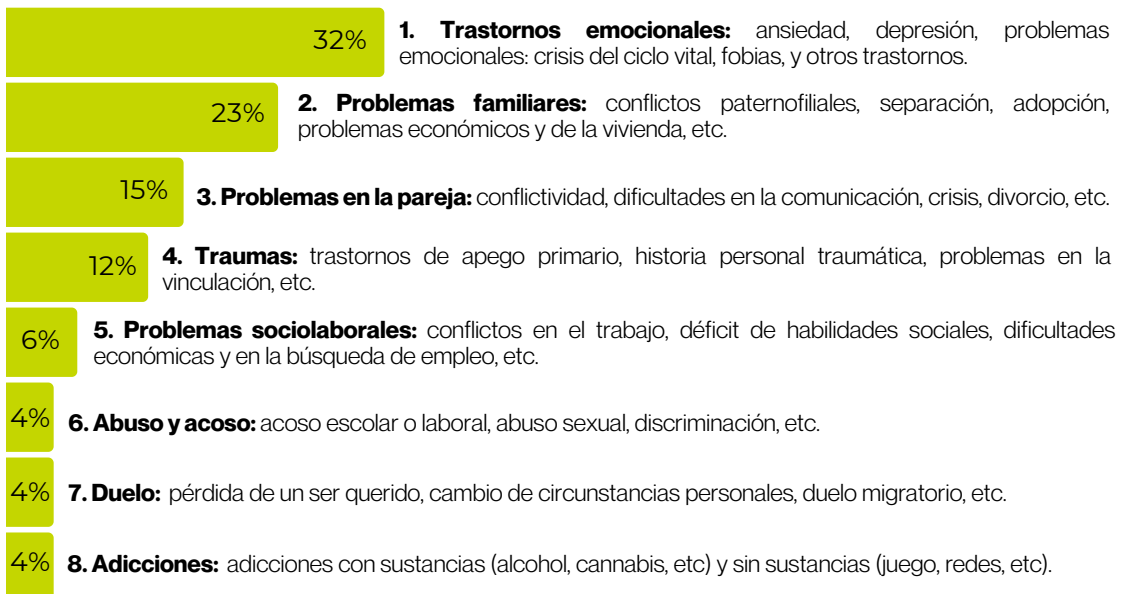 32%
1. Trastornos emocionales: ansiedad, depresión, problemas
emocionales: crisis del ciclo vital, fobias, y otros trastornos.
23%
2. Problemas familiares: conflictos paternofiliales, separación, adopción,
problemas económicos y de la vivienda, etc.
15%
3. Problemas en la pareja: conflictividad, dificultades en la comunicación, crisis, divorcio, etc.
12%
4. Traumas: trastornos de apego primario, historia personal traumática, problemas en la
vinculación, etc.
6%
5. Problemas sociolaborales: conflictos en el trabajo, déficit de habilidades sociales, dificultades
económicas y en la búsqueda de empleo, etc.
4%
6. Abuso y acoso: acoso escolar o laboral, abuso sexual, discriminación, etc.
4%
7. Duelo: pérdida de un ser querido, cambio de circunstancias personales, duelo migratorio, etc.
4%
8. Adicciones: adicciones con sustancias (alcohol, cannabis, etc) y sin sustancias (juego, redes, etc).